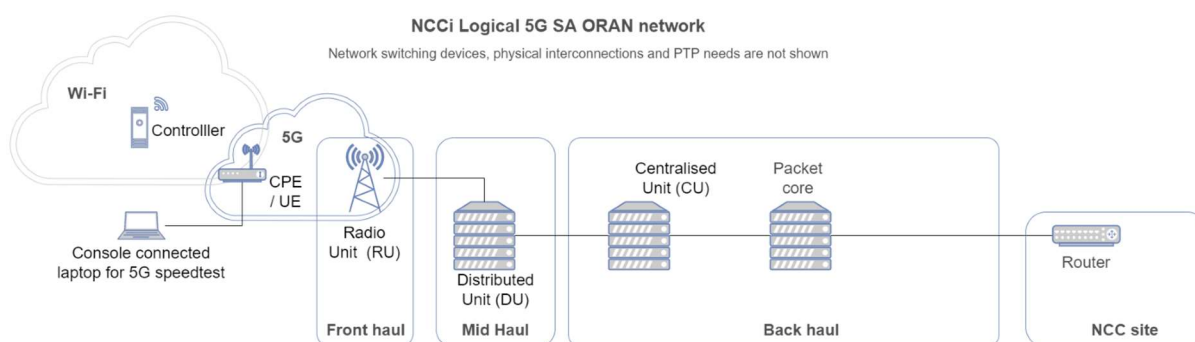 NCCi Logical 5G SA ORAN network
Network switching devices, physical interconnections and PTP needs are not shown
Wi-Fi
Controlller
5G
CPE
/ UE
Console connected
laptop for 5G speedtest
Radio
Unit (RU)
Front haul
Distributed
Unit (DU)
Mid Haul
Centralised
Unit (CU)
Packet
core
Back haul
Router
NCC site